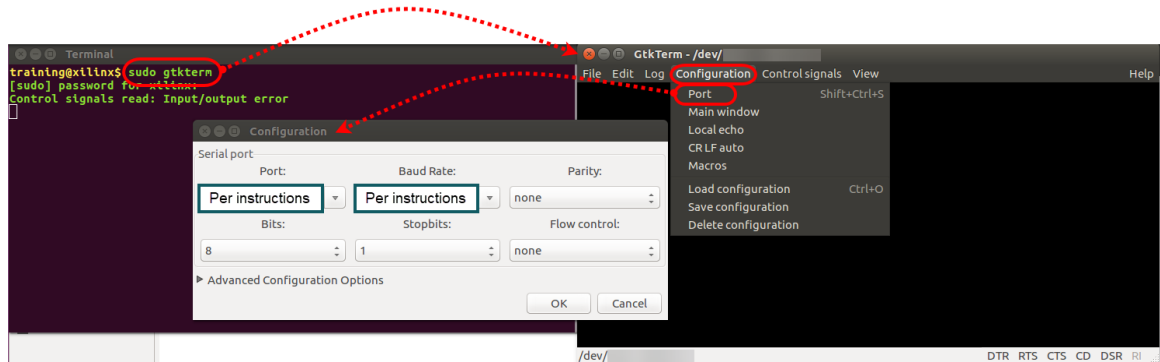 Terminal
training@xilinx$ sudo gtkterm
[sudo] password for xilinx:
Control signals read: Input/output error
GtkTerm - /dev/
File Edit Log Configuration Control signals View Help
Port Shift+Ctrl+S
Main window
Local echo
CR LF auto
Macros
Load configuration Ctrl+O
Save configuration
Delete configuration
Configuration
Serial port
Port: Baud Rate: Parity:
Per instructions Per instructions none
Bits: Stopbits: Flow control:
8 1 none
Advanced Configuration Options
OK Cancel
/dev/ DTR RTS CTS CD DSR RI